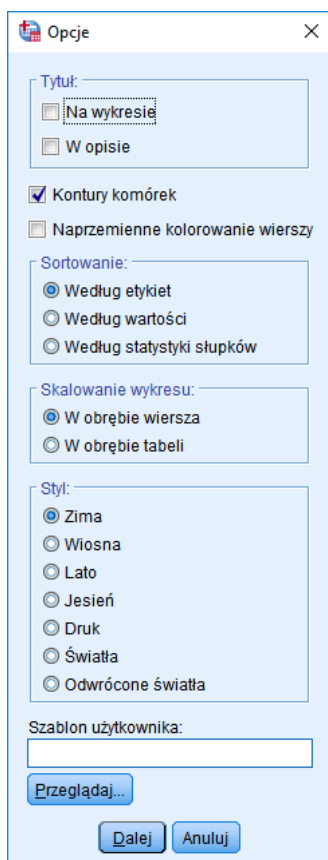 Opcje
Tytuł:
Na wykresie
W opisie
Kontury komórek
Naprzemienne kolorowanie wierszy
Sortowanie:
Według etykiet
Według wartości
Według statystyki słupków
Skalowanie wykresu:
W obrębie wiersza
W obrębie tabeli
Styl:
Zima
Wiosna
Lato
Jesień
Druk
Światła
Odwrócone światła
Szablon użytkownika:
Przeglądaj...
Dalej Anuluj